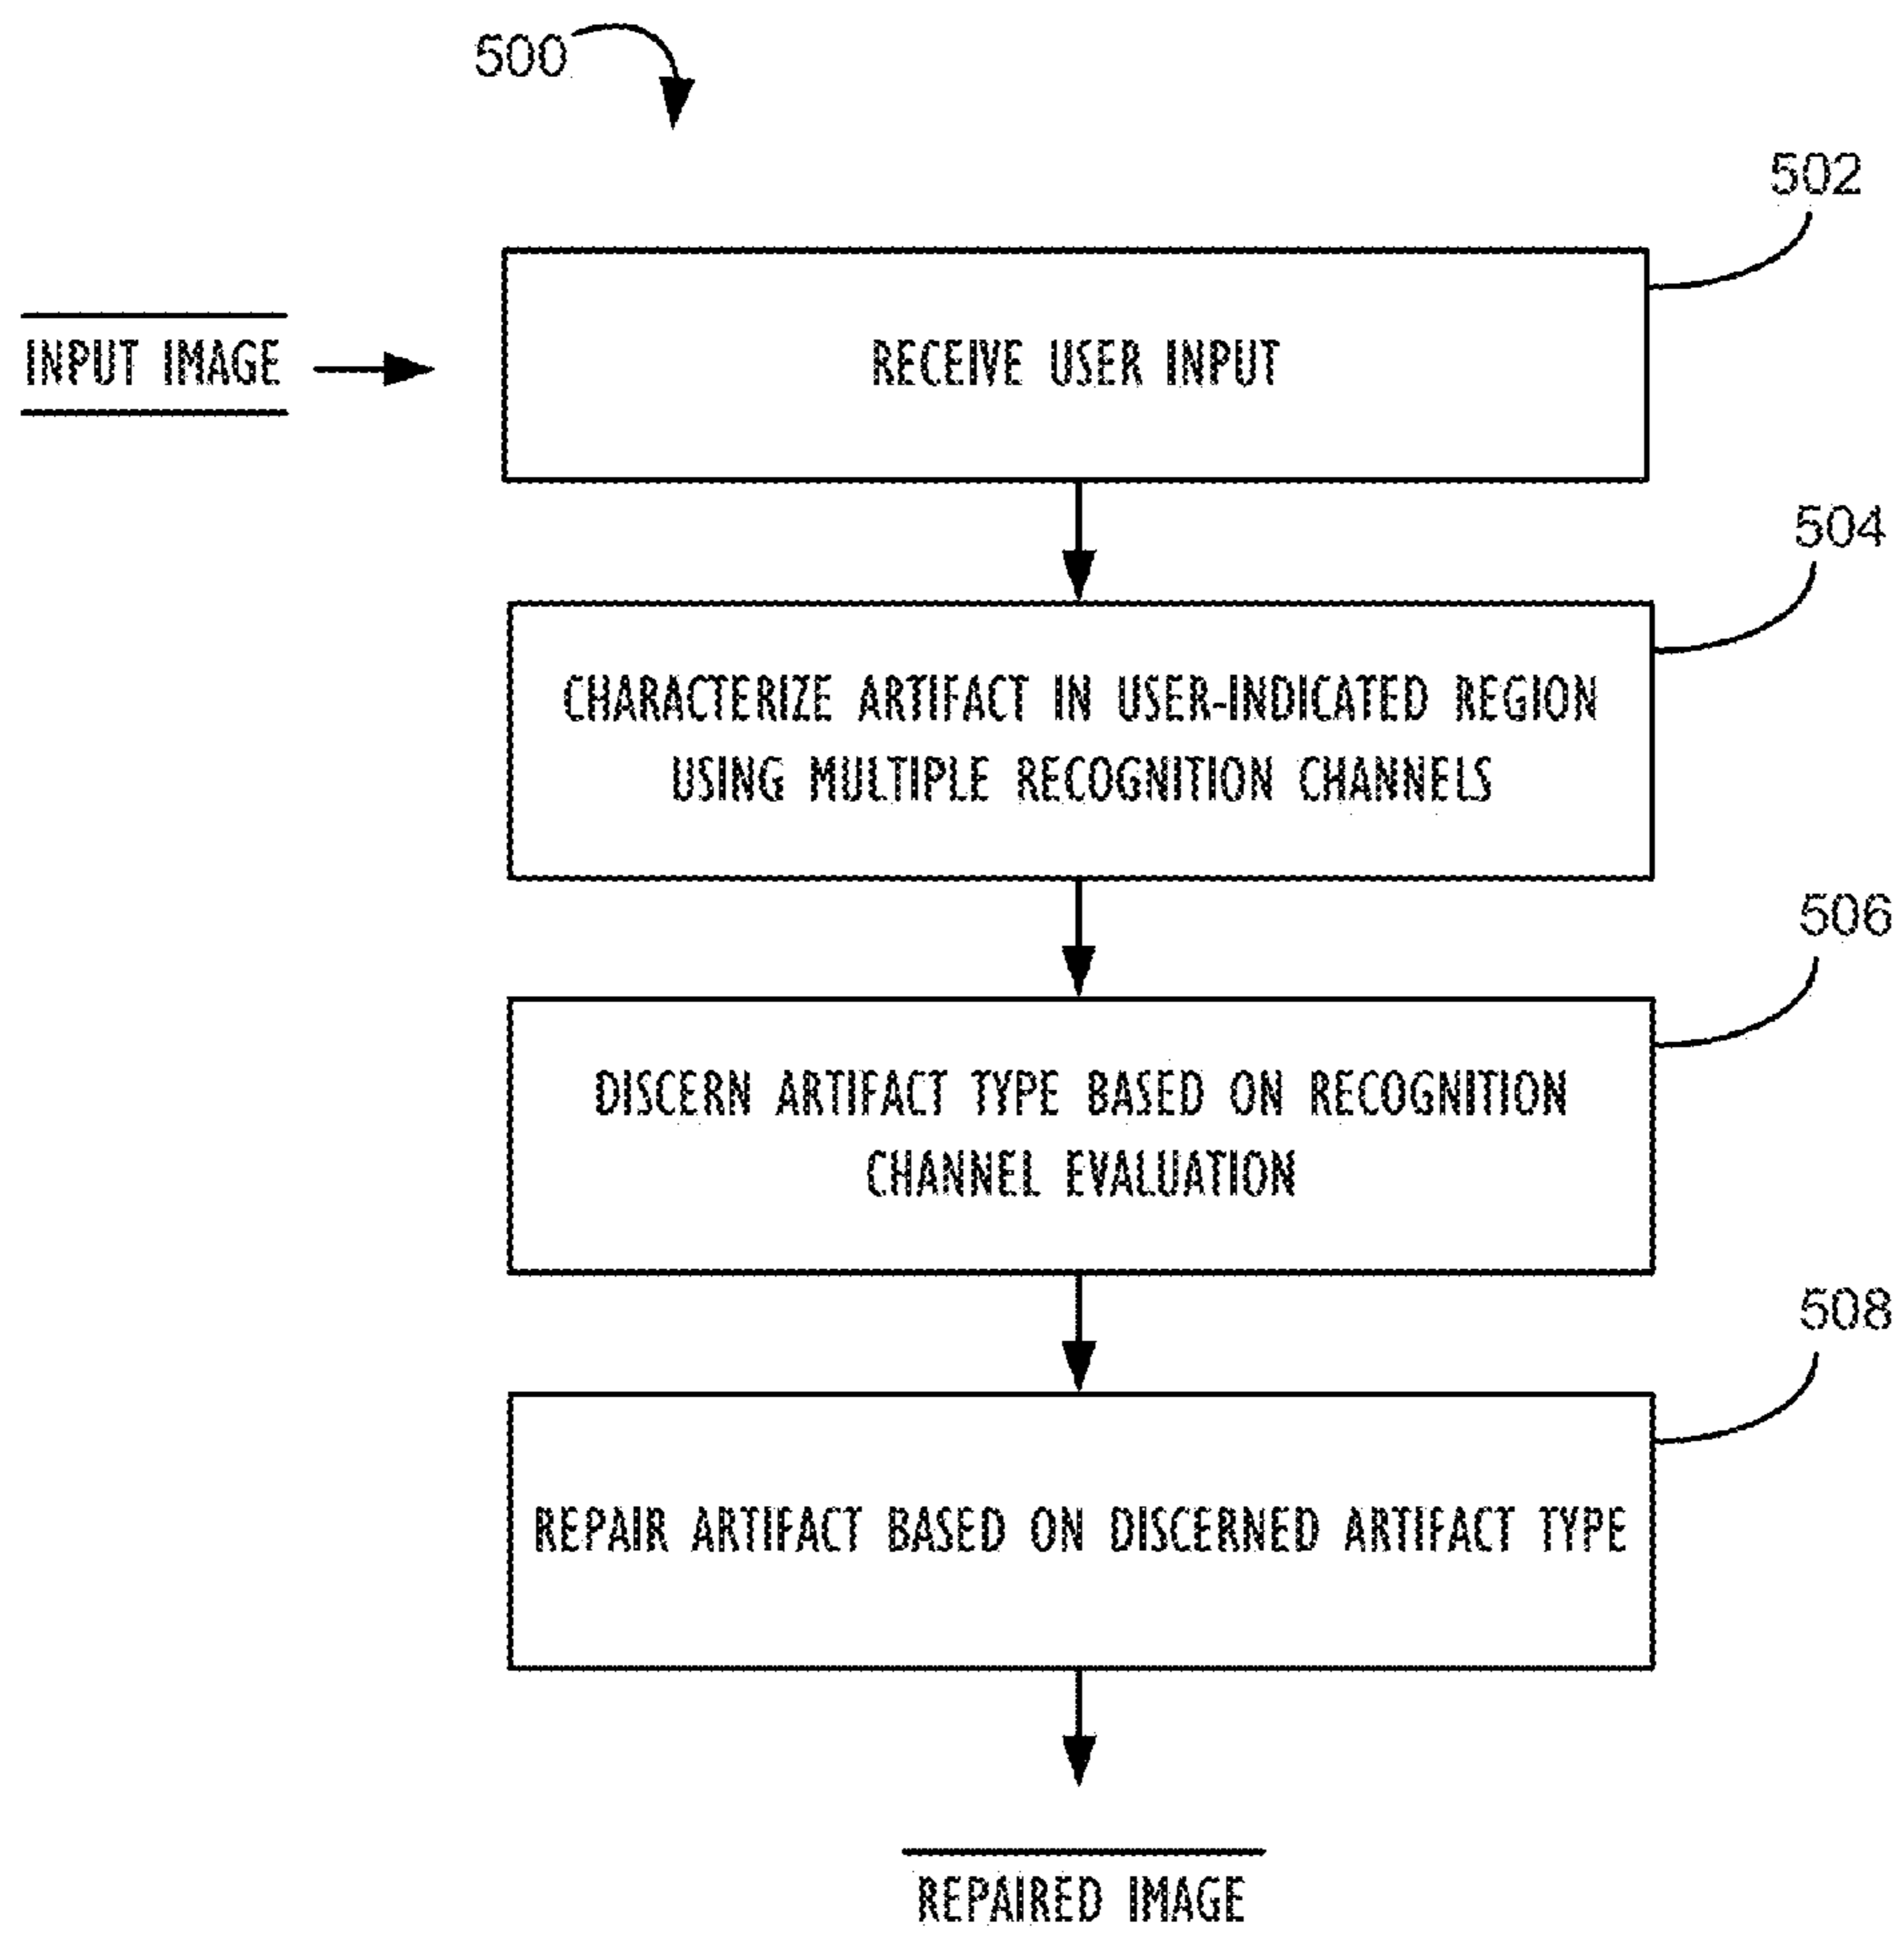 500
502
INPUT IMAGE
RECEIVE USER INPUT
504
CHARACTERIZE ARTIFACT IN USER-INDICATED REGION
USING MULTIPLE RECOGNITION CHANNELS
506
DISCERN ARTIFACT TYPE BASED ON RECOGNITION
CHANNEL EVALUATION
508
REPAIR ARTIFACT BASED ON DISCERNED ARTIFACT TYPE
REPAIRED IMAGE